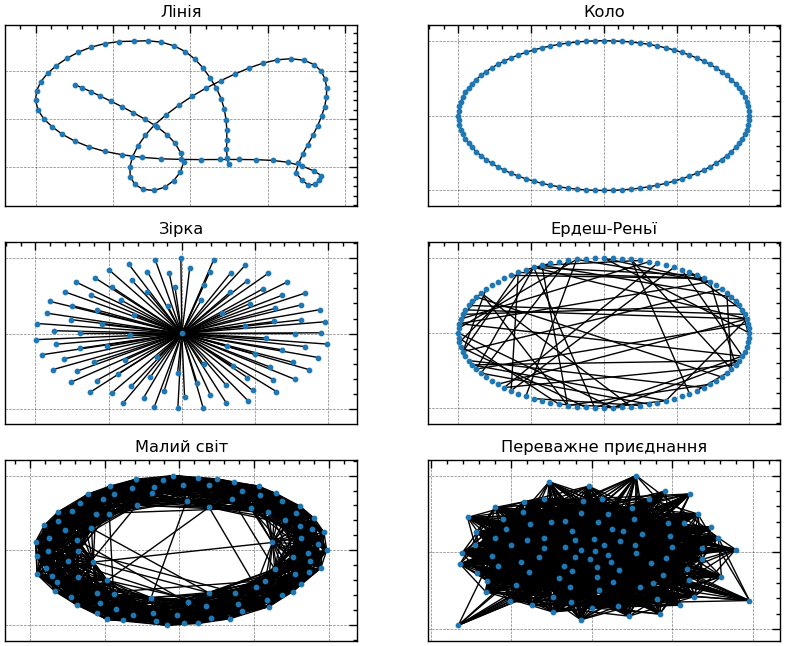 Лінія
Коло
Зірка
Ердеш-Реньї
Малий світ
Переважне приєднання